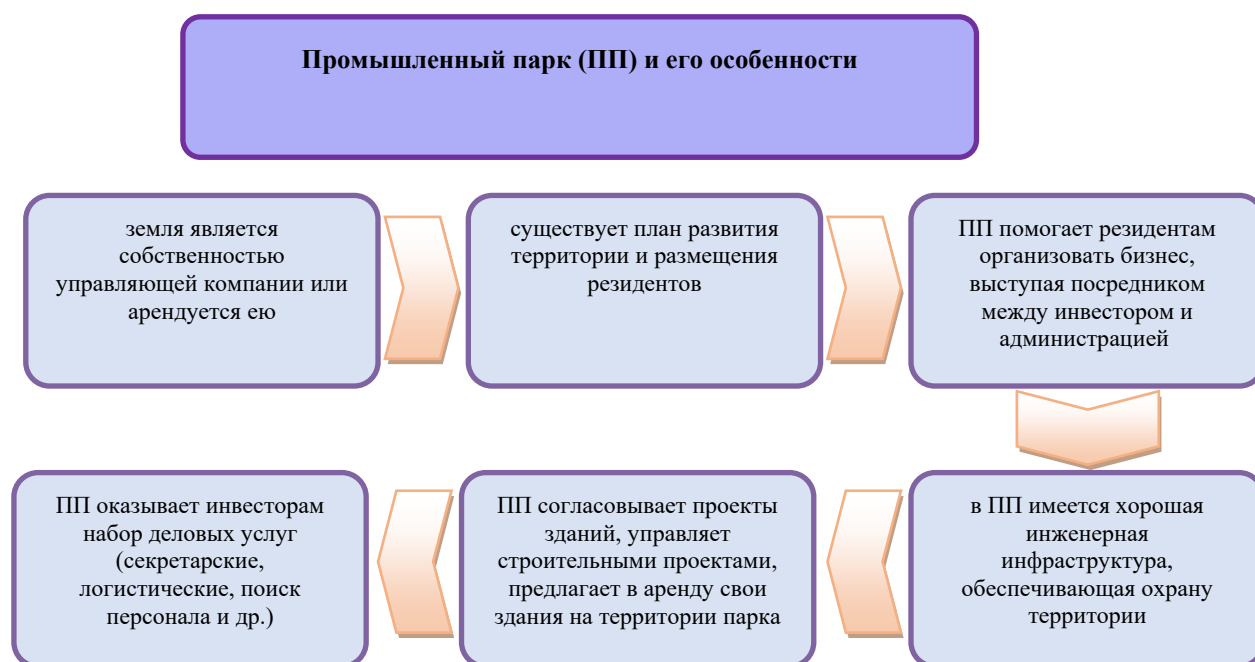 Промышленный парк (ПП) и его особенности
земля является
собственностью
управляющей компании или
арендуется ею
существует план развития
территории и размещения
резидентов
ПП помогает резидентам
организовать бизнес,
выступая посредником
между инвестором и
администрацией
в ПП имеется хорошая
инженерная
инфраструктура,
обеспечивающая охрану
территории
ПП согласовывает проекты
зданий, управляет
строительными проектами,
предлагает в аренду свои
здания на территории парка
ПП оказывает инвесторам
набор деловых услуг
(секретарские,
логистические, поиск
персонала и др.)